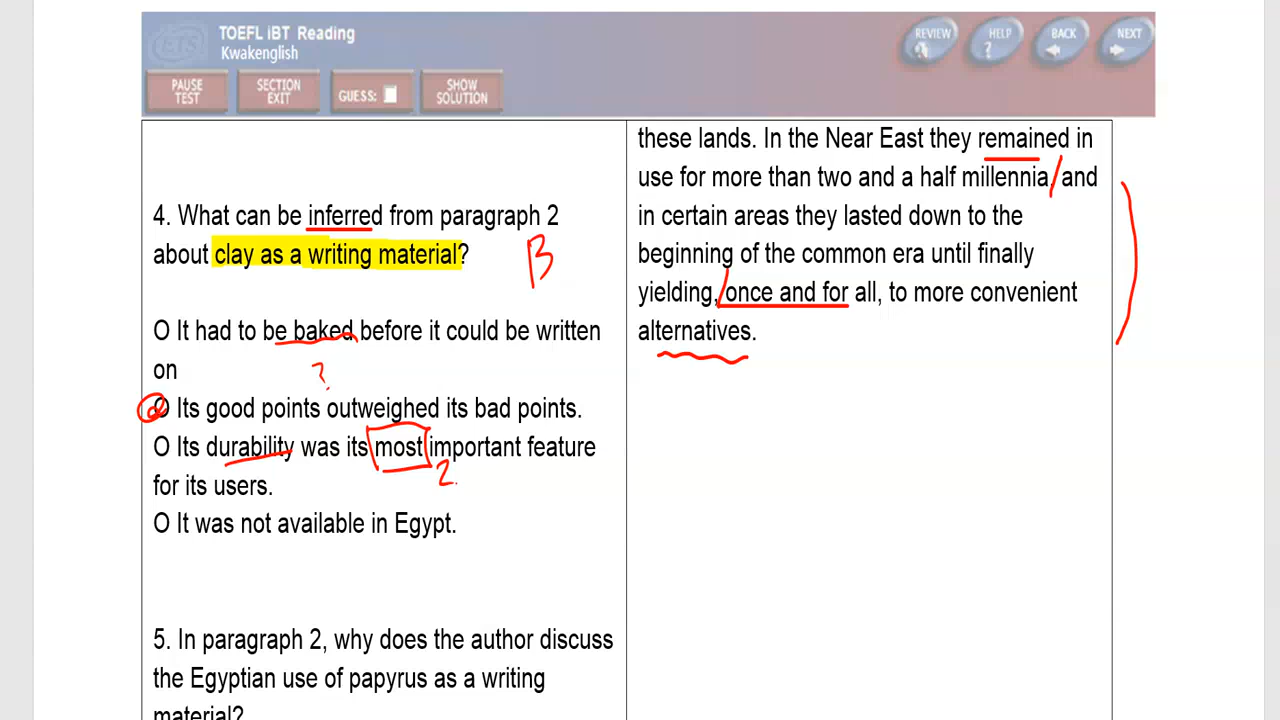 TOEFL iBT Reading
Kwakenglish
REVIEW
HELP
?
BACK
NEXT
PAUSE
TEST
SECTION
EXIT
GUESS:
SHOW
SOLUTION
4. What can be inferred from paragraph 2
about clay as a writing material?
B
O It had to be baked before it could be written
on
?
O Its good points outweighed its bad points.
O Its durability was its most important feature
2
for its users.
O It was not available in Egypt.
5. In paragraph 2, why does the author discuss
the Egyptian use of papyrus as a writing
material?
these lands. In the Near East they remained in
use for more than two and a half millennia, and
in certain areas they lasted down to the
beginning of the common era until finally
yielding, once and for all, to more convenient
alternatives.